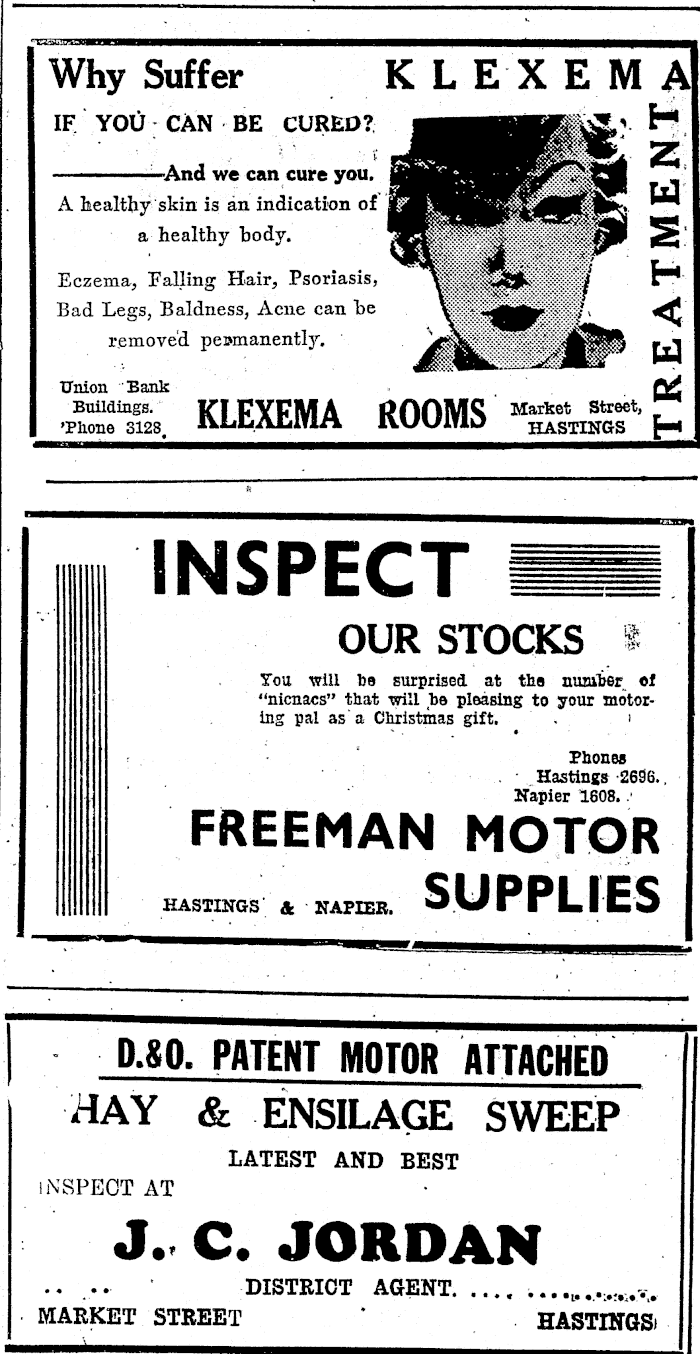 Why Suffer
KLEXEMA
TREATMENT
IF YOU CAN BE CURED?
And we can cure you.
A healthy skin is an indication of
a healthy body.
Eczema, Falling Hair, Psoriasis,
Bad Legs, Baldness, Acne can be
removed permanently.
Union Bank
Buildings.
'Phone 3128.
KLEXEMA ROOMS
Market Street,
HASTINGS
INSPECT
OUR STOCKS
You will be surprised at the number of
"nicnacs" that will be pleasing to your motor-
ing pal as a Christmas gift.
Phones
Hastings 2696.
Napier 1608.
FREEMAN MOTOR
SUPPLIES
HASTINGS & NAPIER.
D.&O. PATENT MOTOR ATTACHED
HAY & ENSILAGE SWEEP
LATEST AND BEST
INSPECT AT
J. C. JORDAN
.. .. DISTRICT AGENT. .... ..............
MARKET STREET HASTINGS